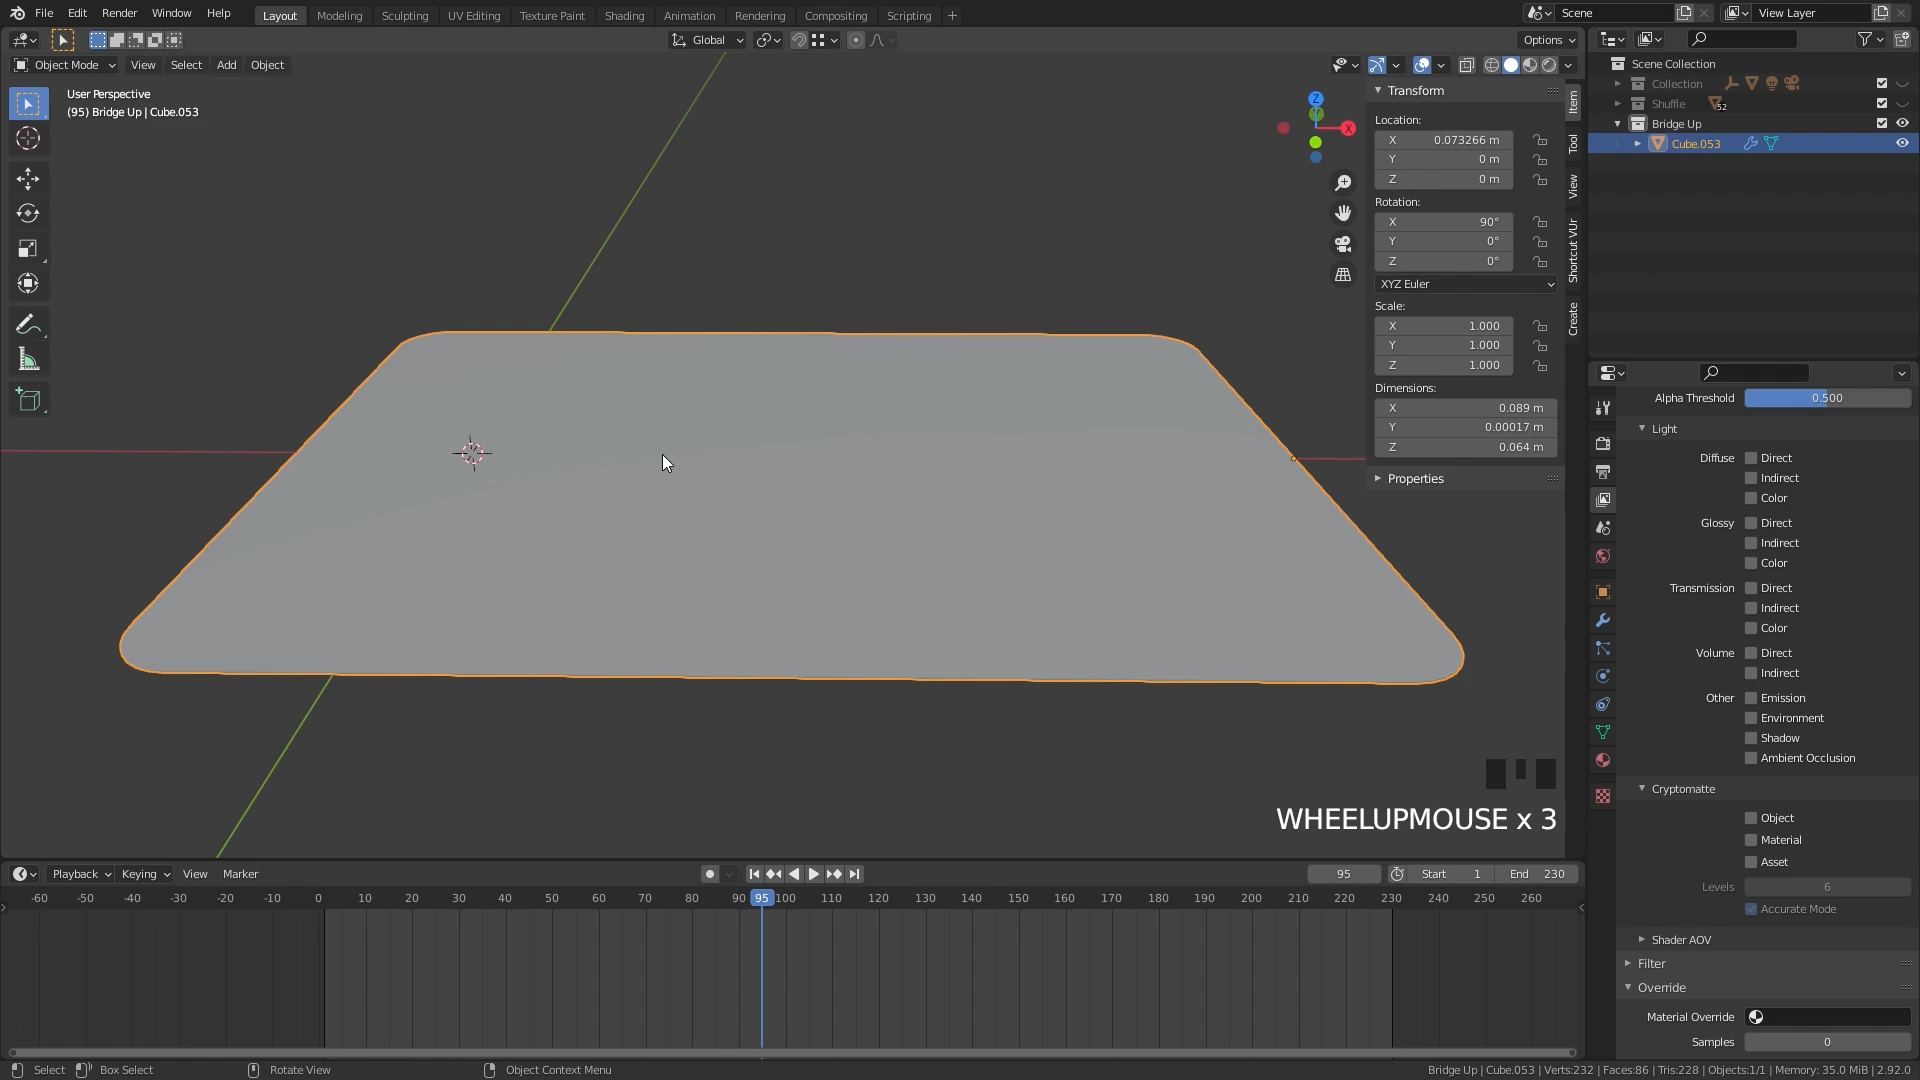 File Edit Render Window Help Layout Modeling Sculpting UV Editing Texture Paint Shading Animation Rendering Compositing Scripting Scene View Layer
Global Options
Object Mode View Select Add Object
User Perspective
(95) Bridge Up | Cube.053
Z
X
Transform
Location:
X 0.073266 m
Y 0 m
Z 0 m
Rotation:
X 90°
Y 0°
Z 0°
XYZ Euler
Scale:
X 1.000
Y 1.000
Z 1.000
Dimensions:
X 0.089 m
Y 0.00017 m
Z 0.064 m
Properties
Item
Tool
View
Shortcut VUr
Create
Scene Collection
Collection
Shuffle 52
Bridge Up
Cube.053
Alpha Threshold 0.500
Light
Diffuse Direct
Indirect
Color
Glossy Direct
Indirect
Color
Transmission Direct
Indirect
Color
Volume Direct
Indirect
Other Emission
Environment
Shadow
Ambient Occlusion
Cryptomatte
Object
Material
Asset
Levels 6
Accurate Mode
Shader AOV
Filter
Override
Material Override
Samples 0
WHEELUPMOUSE x 3
Playback Keying View Marker 95 Start 1 End 230
-60 -50 -40 -30 -20 -10 0 10 20 30 40 50 60 70 80 90 95 100 110 120 130 140 150 160 170 180 190 200 210 220 230 240 250 260
Select Box Select Rotate View Object Context Menu Bridge Up | Cube.053 | Verts:232 | Faces:86 | Tris:228 | Objects:1/1 | Memory: 35.0 MiB | 2.92.0